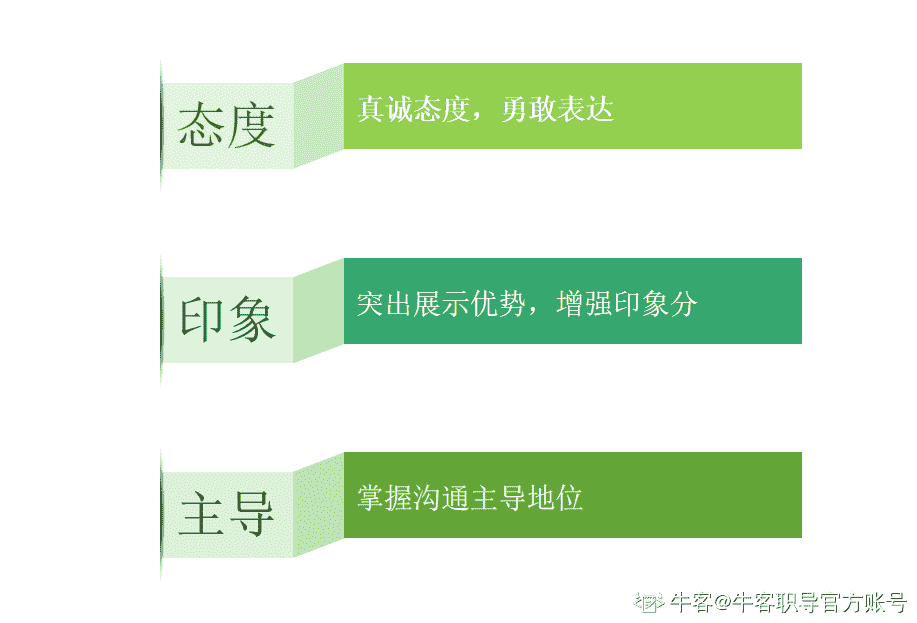 态度
真诚态度，勇敢表达
印象
突出展示优势，增强印象分
主导
掌握沟通主导地位
牛客@牛客职导官方账号